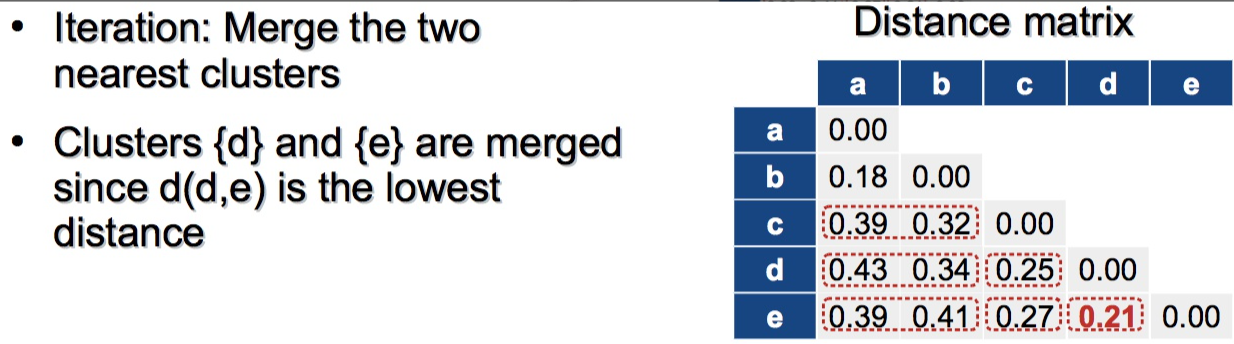 • Iteration: Merge the two
nearest clusters
• Clusters {d} and {e} are merged
since d(d,e) is the lowest
distance
Distance matrix
a b c d e
a 0.00
b 0.18 0.00
c 0.39 0.32 0.00
d 0.43 0.34 0.25 0.00
e 0.39 0.41 0.27 0.21 0.00